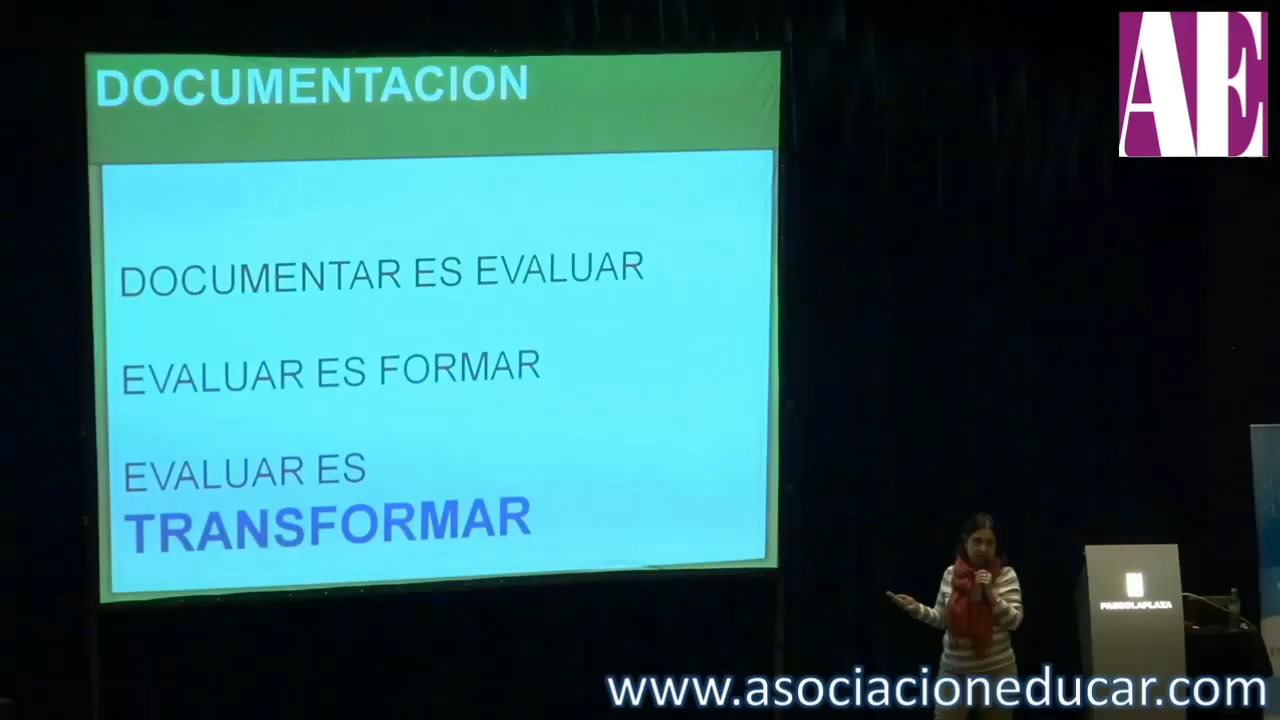 DOCUMENTACION
AE
DOCUMENTAR ES EVALUAR
EVALUAR ES FORMAR
EVALUAR ES
TRANSFORMAR
PASEOLAPLAZA
www.asociacioneducar.com